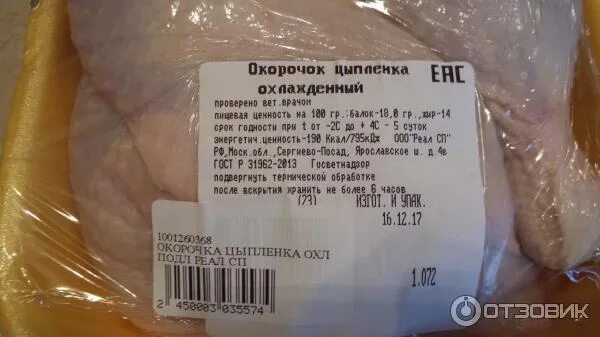 Окорочок цыпленка
охлажденный
EAC
проверено вет.врачом
пищевая ценность на 100 гр.:балок-18,0 гр.,жир-14
срок годности при t от -2С до + 4С - 5 суток
энергетич.ценность-190 Ккал/795кДж ООО"Реал СП"
РФ,Моск.обл.,Сергиево-Посад, Ярославское ш. д.4в
ГОСТ Р 31962-2013 Госветнадзор
подвергнуть термической обработке
после вскрытия хранить не более 6 часов
(23) ИЗГОТ. И УПАК.
16.12.17
1001260368
ОКОРОЧКА ЦЫПЛЕНКА ОХЛ
ПОДЛ РЕАЛ СП
2 450003 035574
1.072
ОТЗОВИК